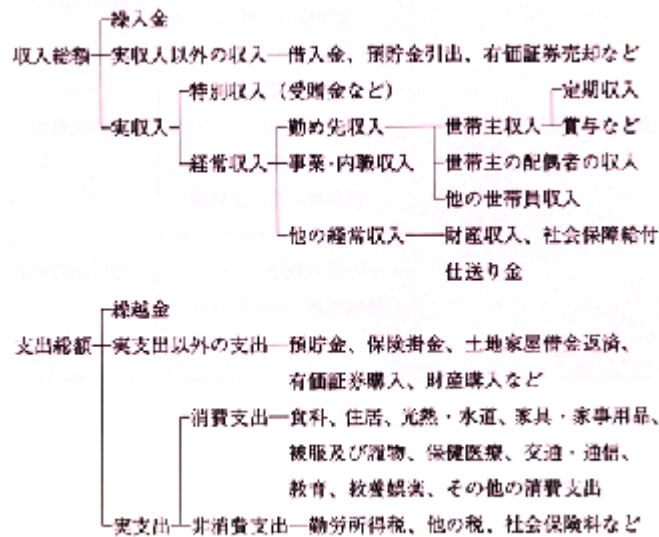 繰入金
収入総額 実収入以外の収入 借入金、預貯金引出、有価証券売却など
特別収入(受贈金など) 定期収入
実収入 勤め先収入 世帯主収入 賞与など
経常収入 事業・内職収入 世帯主の配偶者の収入
他の世帯員収入
他の経常収入 財産収入、社会保障給付
仕送り金
繰越金
支出総額 実支出以外の支出 預貯金、保険掛金、土地家屋借金返済、
有価証券購入、財産購入など
消費支出 食料、住居、光熱・水道、家具・家事用品、
被服及び履物、保健医療、交通・通信、
教育、教養娯楽、その他の消費支出
実支出 非消費支出 勤労所得税、他の税、社会保険料など